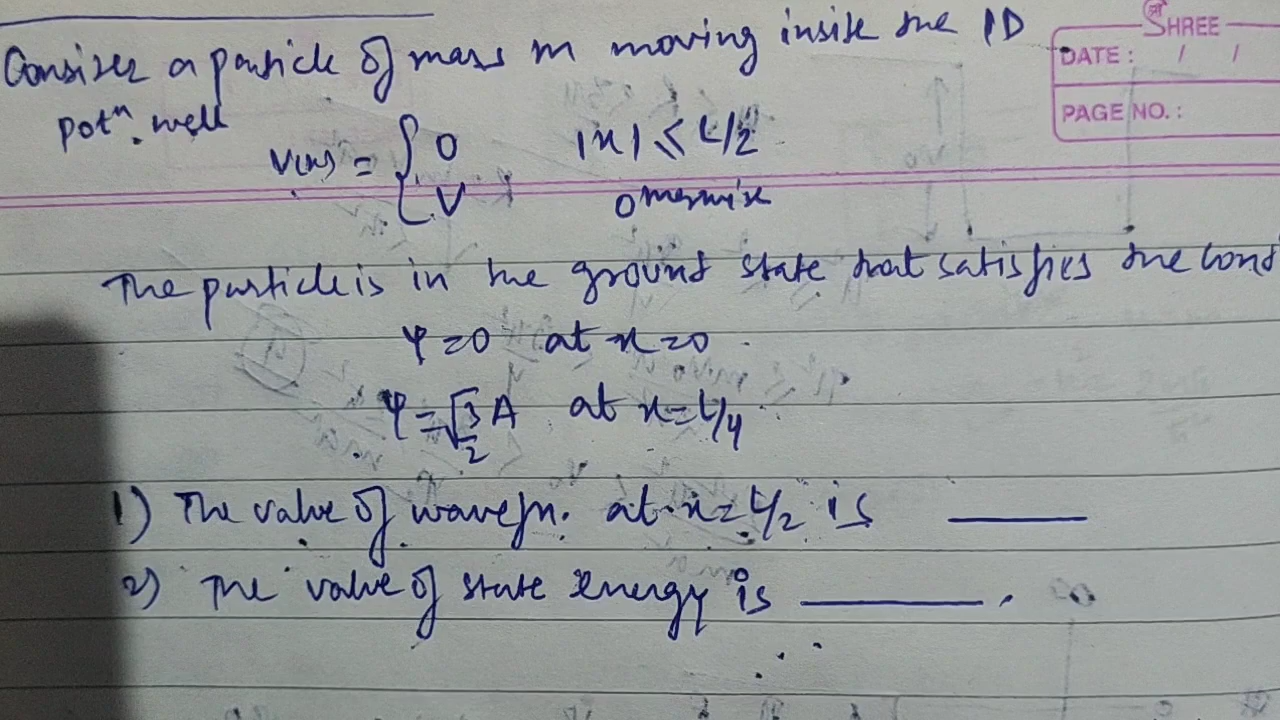 श्री
SHREE
DATE : / /
PAGE NO. :
Consider a particle of mass m moving inside the 1D
potⁿ. well
V(x) = { 0 |x| ≤ L/2
V otherwise
The particle is in the ground state that satisfies the cond
Ψ = 0 at x = 0 .
Ψ = √3/2 A at x = L/4
1) The value of wavefn. at x = L/2 is ____
2) The value of state energy is ____ .